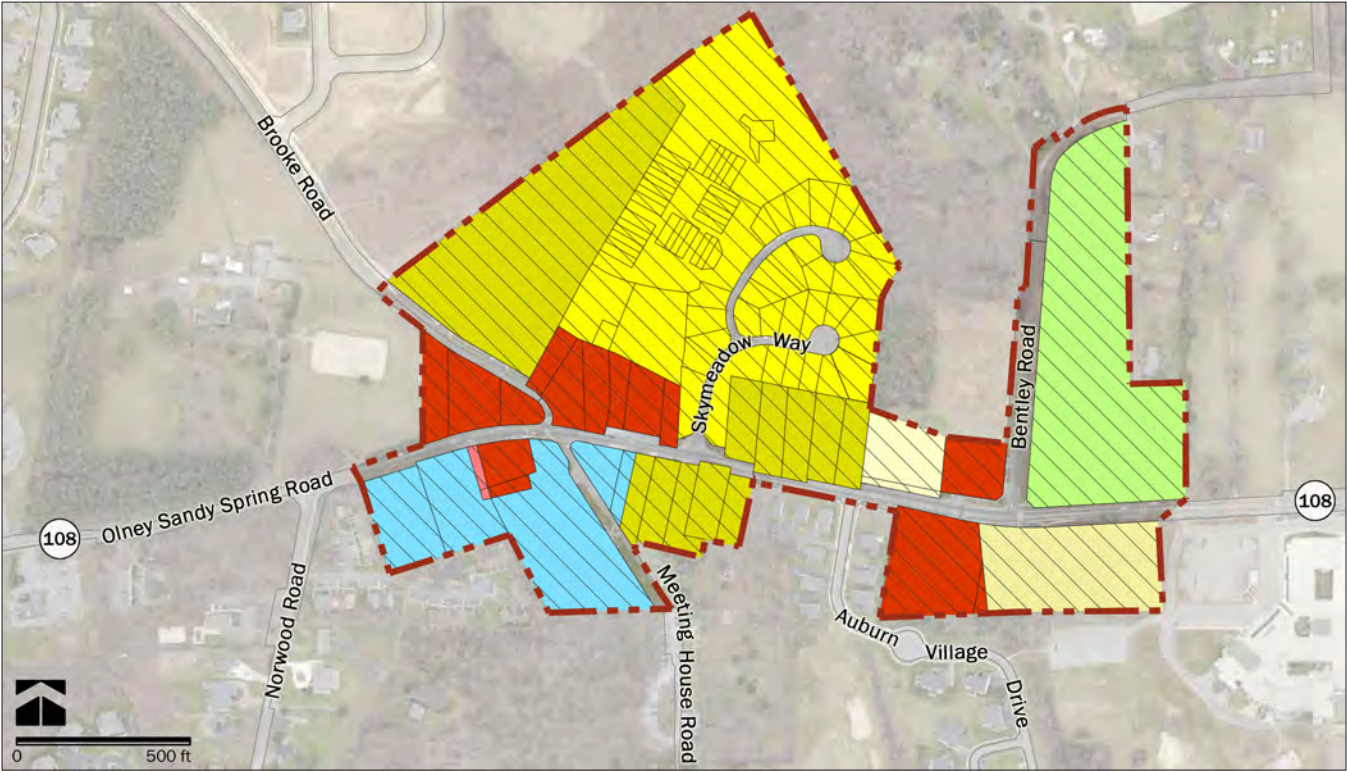 Brooke Road
Skymeadow Way
Bentley Road
108
Olney Sandy Spring Road
108
Norwood Road
Meeting House Road
Auburn Village Drive
0 500 ft